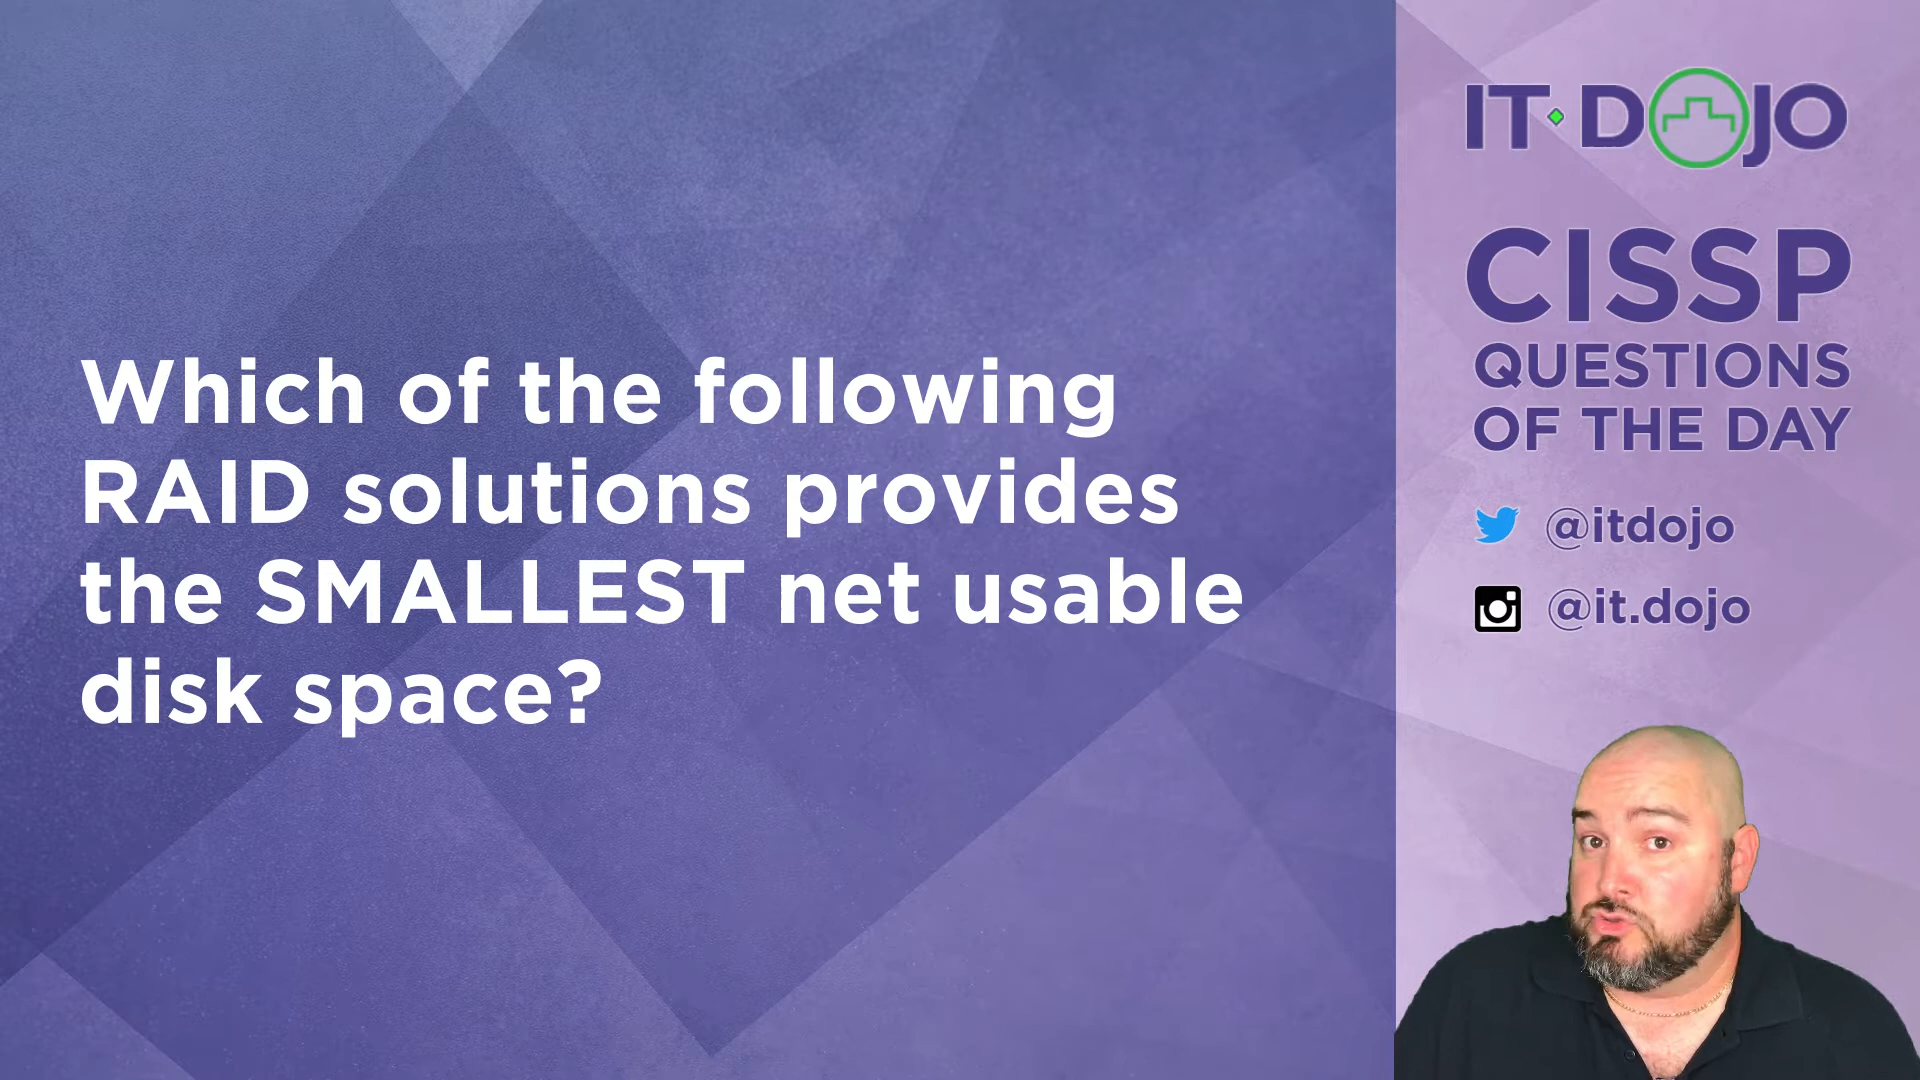 Which of the following
RAID solutions provides
the SMALLEST net usable
disk space?
IT·DOJO
CISSP
QUESTIONS
OF THE DAY
@itdojo
@it.dojo